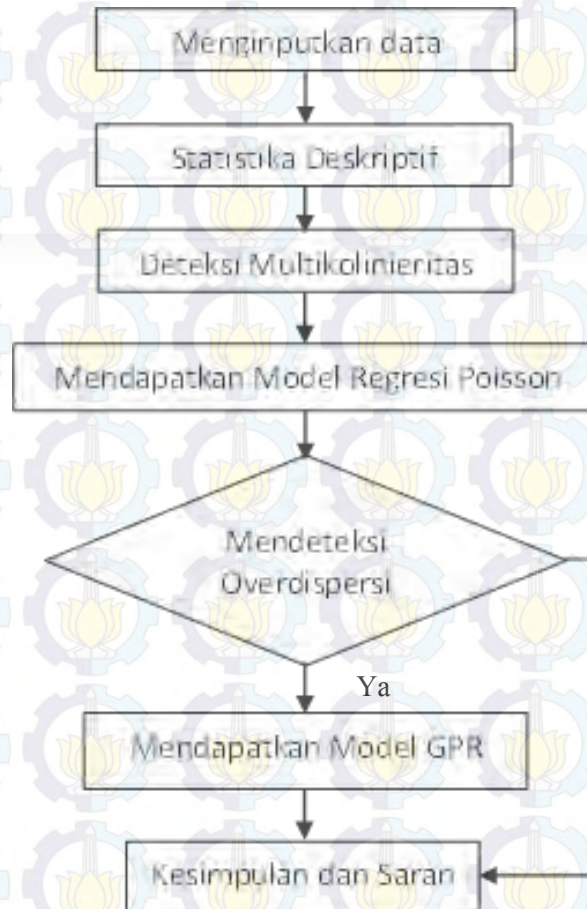 Menginputkan data
Statistika Deskriptif
Deteksi Multikolinieritas
Mendapatkan Model Regresi Poisson
Mendeteksi
Overdispersi
Ya
Mendapatkan Model GPR
Kesimpulan dan Saran